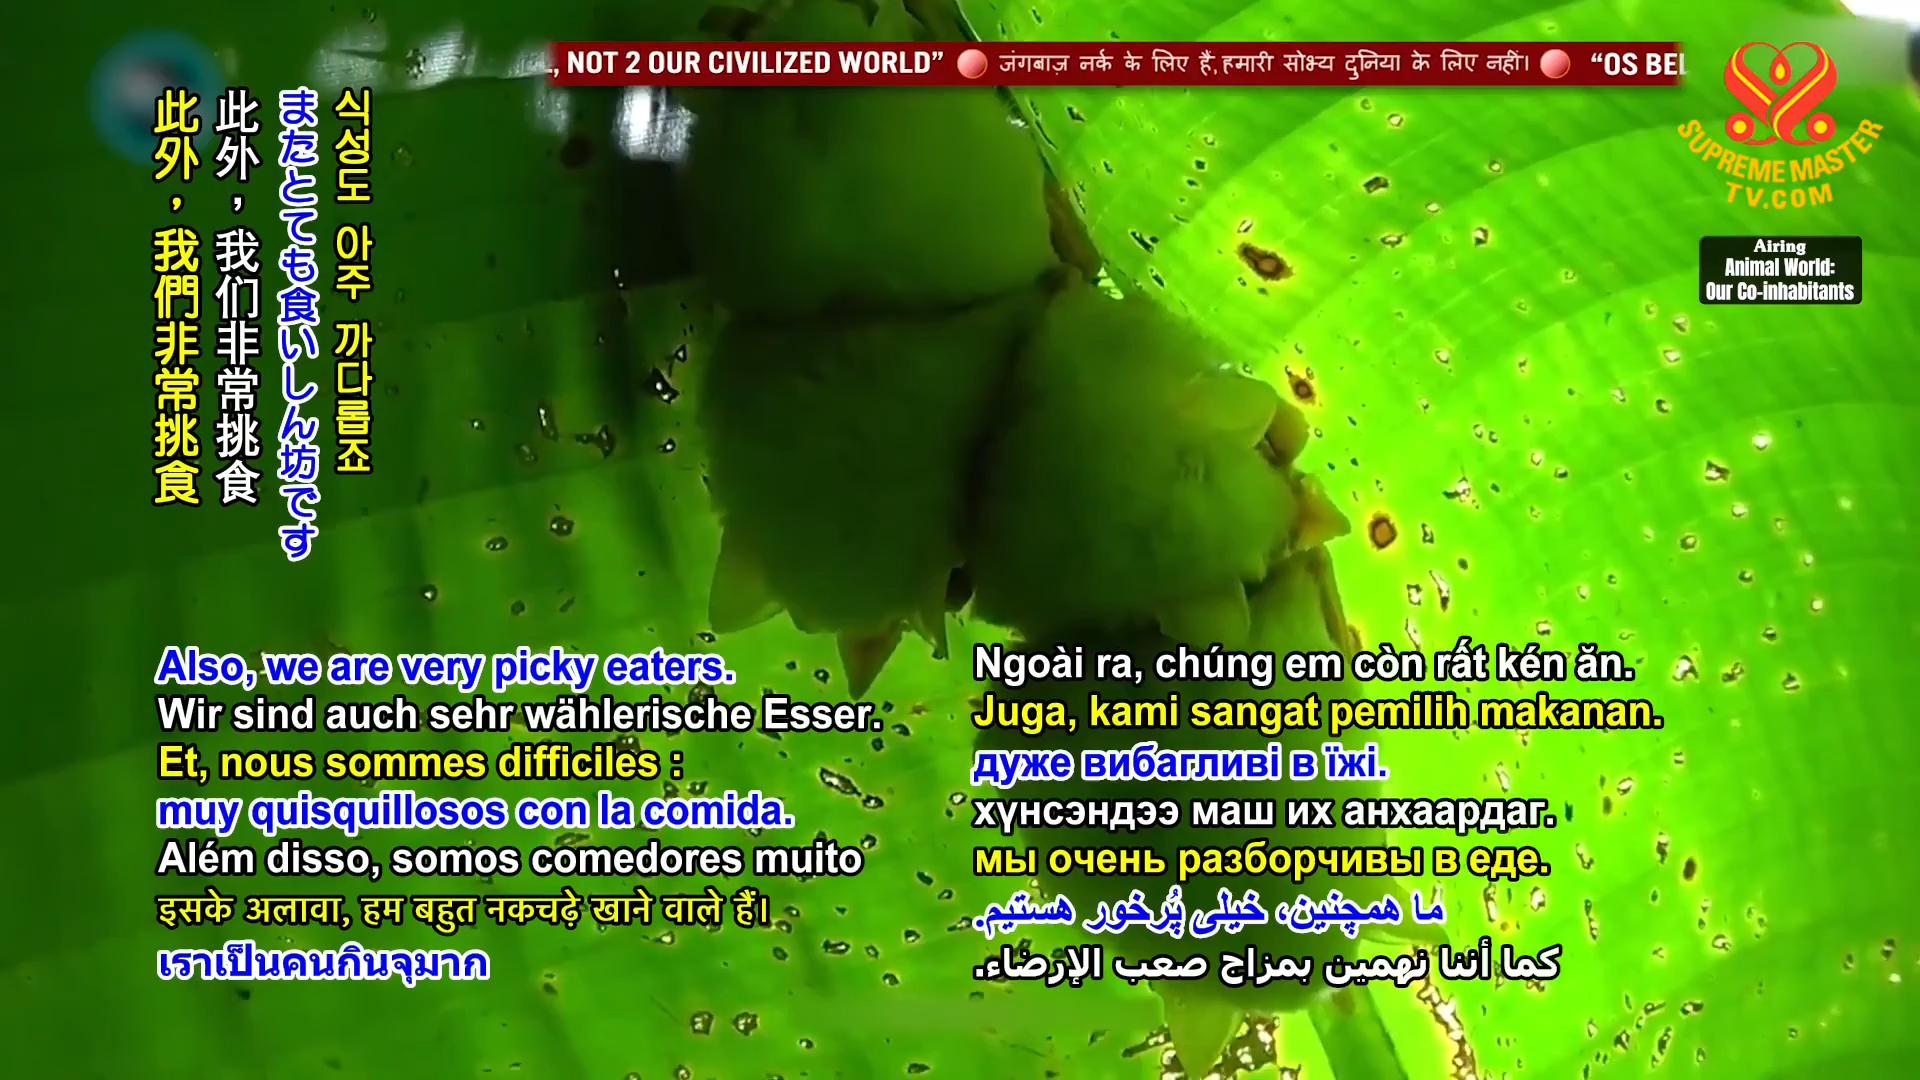 , NOT 2 OUR CIVILIZED WORLD” जंगबाज़ नर्क के लिए हैं, हमारी सोभ्य दुनिया के लिए नहीं। “OS BEL
SUPREME MASTER
TV.COM
Airing
Animal World:
Our Co-inhabitants
식성도 아주 까다롭죠
またとても食いしん坊です
此外，我们非常挑食
此外，我們非常挑食
Also, we are very picky eaters.
Wir sind auch sehr wählerische Esser.
Et, nous sommes difficiles :
muy quisquillosos con la comida.
Além disso, somos comedores muito
इसके अलावा, हम बहुत नकचढ़े खाने वाले हैं।
เราเป็นคนกินจุมาก
Ngoài ra, chúng em còn rất kén ăn.
Juga, kami sangat pemilih makanan.
дуже вибагливі в їжі.
хүнсэндээ маш их анхаардаг.
мы очень разборчивы в еде.
ما همچنین، خیلی پُرخور هستیم.
كما أننا نهمين بمزاج صعب الإرضاء.